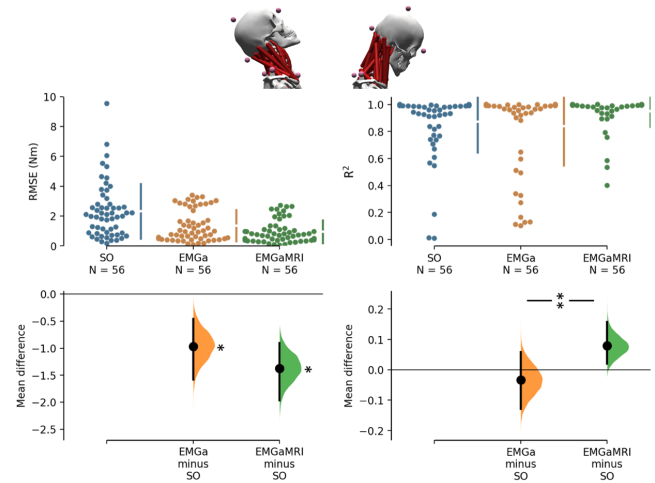 10
8
6
4
2
0
RMSE (Nm)
SO
N = 56
EMGa
N = 56
EMGaMRI
N = 56
1.0
0.8
0.6
0.4
0.2
0.0
R²
SO
N = 56
EMGa
N = 56
EMGaMRI
N = 56
0.0
−0.5
−1.0
−1.5
−2.0
−2.5
Mean difference
*
*
EMGa
minus
SO
EMGaMRI
minus
SO
0.2
0.1
0.0
−0.1
−0.2
Mean difference
**
EMGa
minus
SO
EMGaMRI
minus
SO